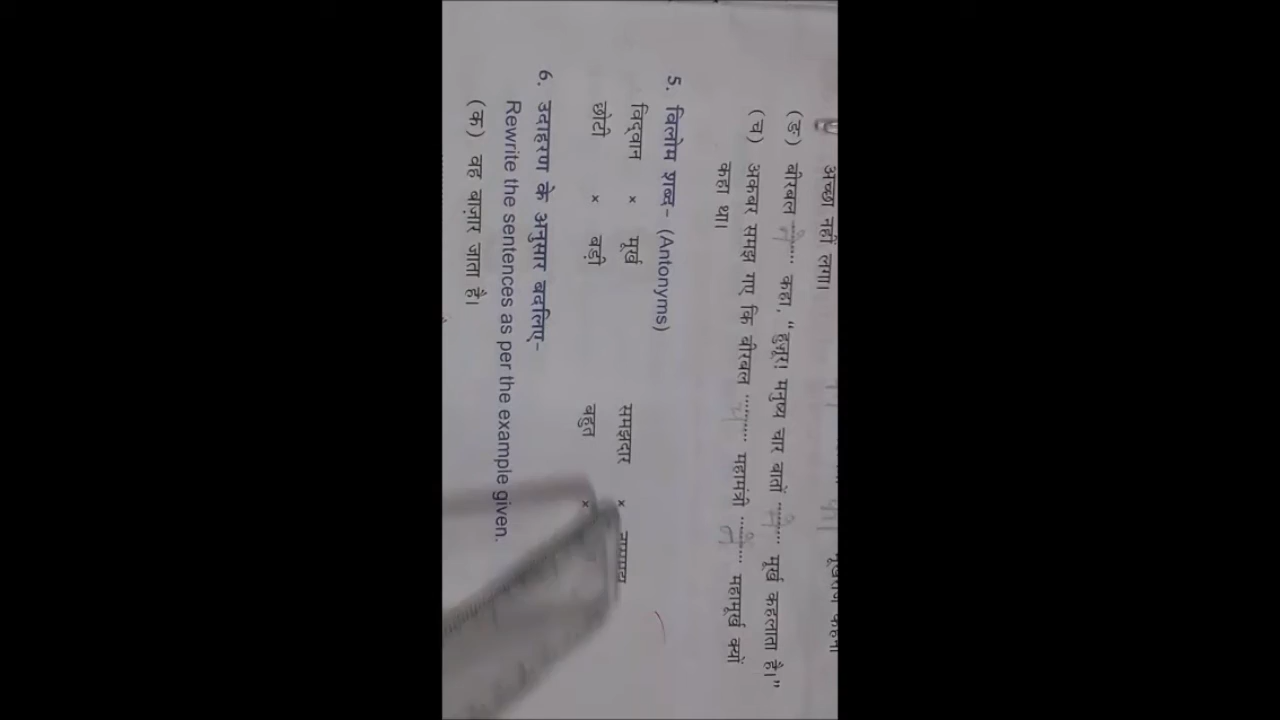 अच्छा नहीं लगा।
(ङ) बीरबल ........ कहा, “हुज़ूर! मनुष्य चार बातों ........ मूर्ख कहलाता है।”
(च) अकबर समझ गए कि बीरबल ........ महामंत्री ........ महामूर्ख क्यों
कहा था।
5. विलोम शब्द– (Antonyms)
विद्वान × मूर्ख समझदार ×
छोटी × बड़ी बहुत ×
6. उदाहरण के अनुसार बदलिए–
Rewrite the sentences as per the example given.
(क) वह बाज़ार जाता है।